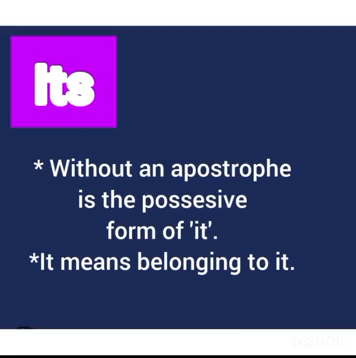 Its
* Without an apostrophe
is the possesive
form of 'it'.
*It means belonging to it.